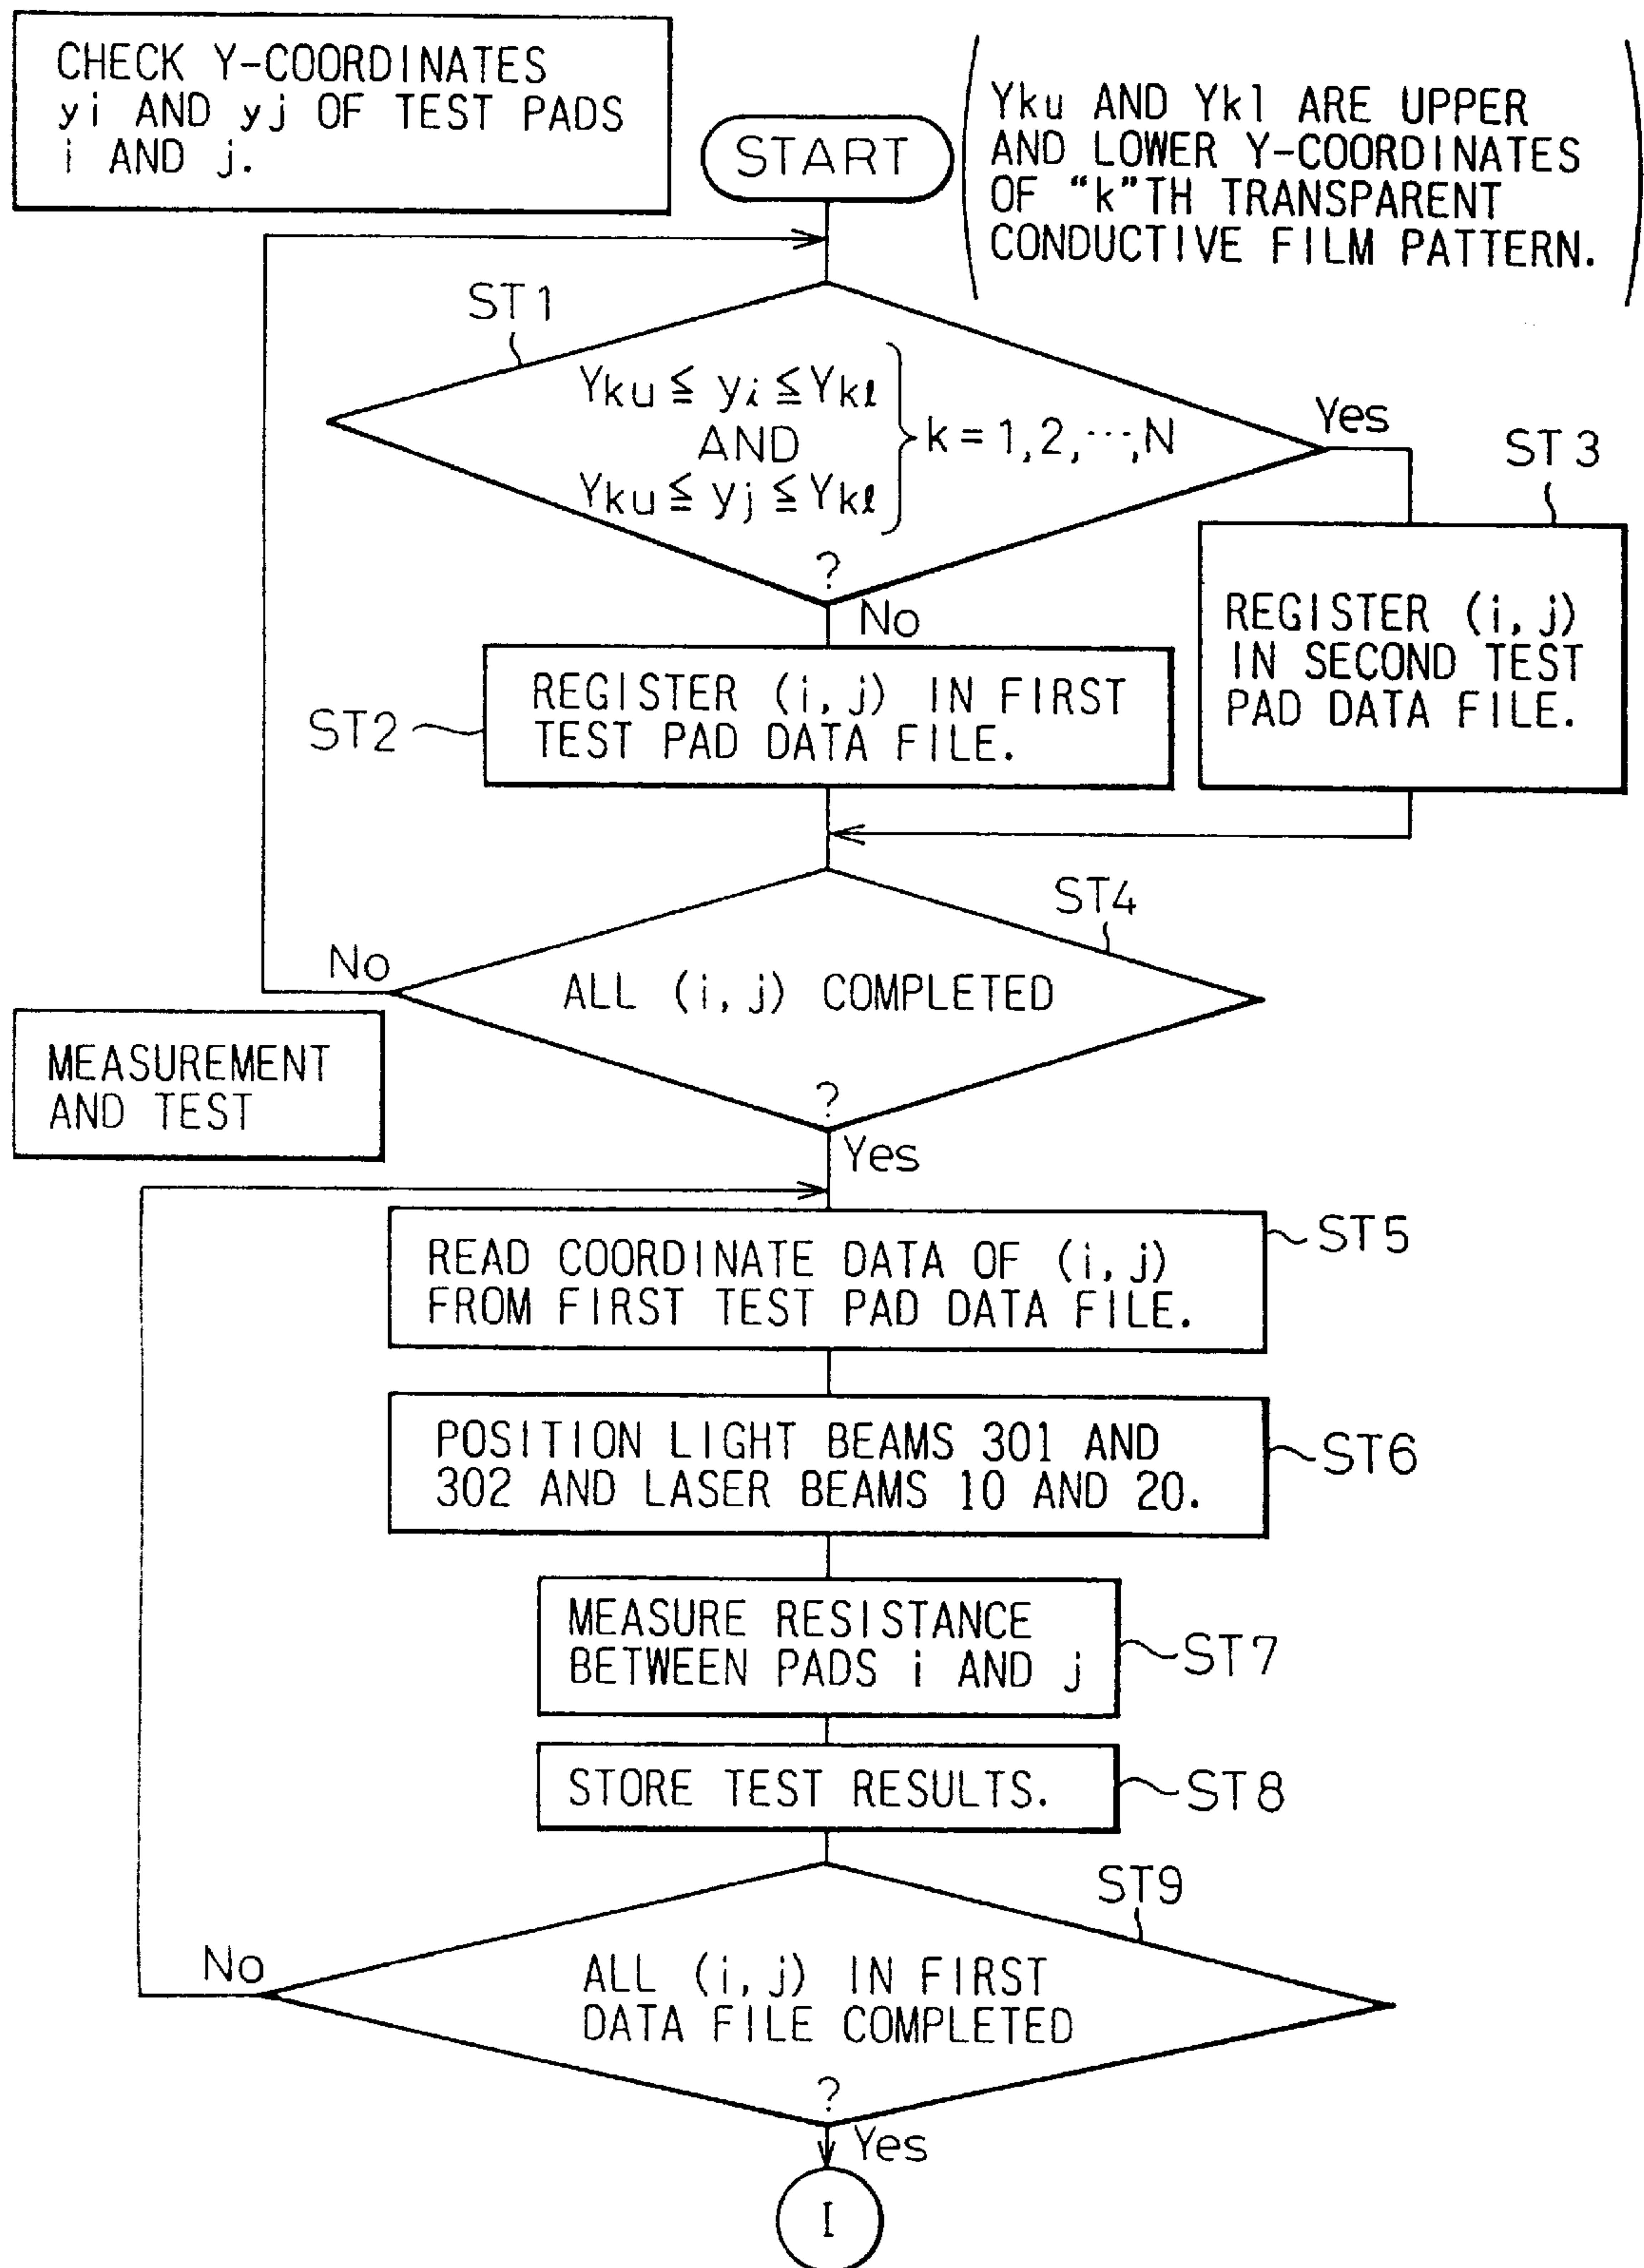 CHECK Y-COORDINATES
yi AND yj OF TEST PADS
i AND j.
START
Yku AND Ykl ARE UPPER
AND LOWER Y-COORDINATES
OF “k”TH TRANSPARENT
CONDUCTIVE FILM PATTERN.
ST1
Yku ≦ yi ≦ Ykℓ
AND
Yku ≦ yj ≦ Ykℓ
k = 1, 2, ···, N
?
Yes
No
ST3
REGISTER (i, j)
IN SECOND TEST
PAD DATA FILE.
ST2
REGISTER (i, j) IN FIRST
TEST PAD DATA FILE.
ST4
No
ALL (i, j) COMPLETED
?
Yes
MEASUREMENT
AND TEST
READ COORDINATE DATA OF (i, j)
FROM FIRST TEST PAD DATA FILE.
ST5
POSITION LIGHT BEAMS 301 AND
302 AND LASER BEAMS 10 AND 20.
ST6
MEASURE RESISTANCE
BETWEEN PADS i AND j
ST7
STORE TEST RESULTS.
ST8
ST9
No
ALL (i, j) IN FIRST
DATA FILE COMPLETED
?
Yes
I